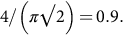 4/(π√2) = 0.9.